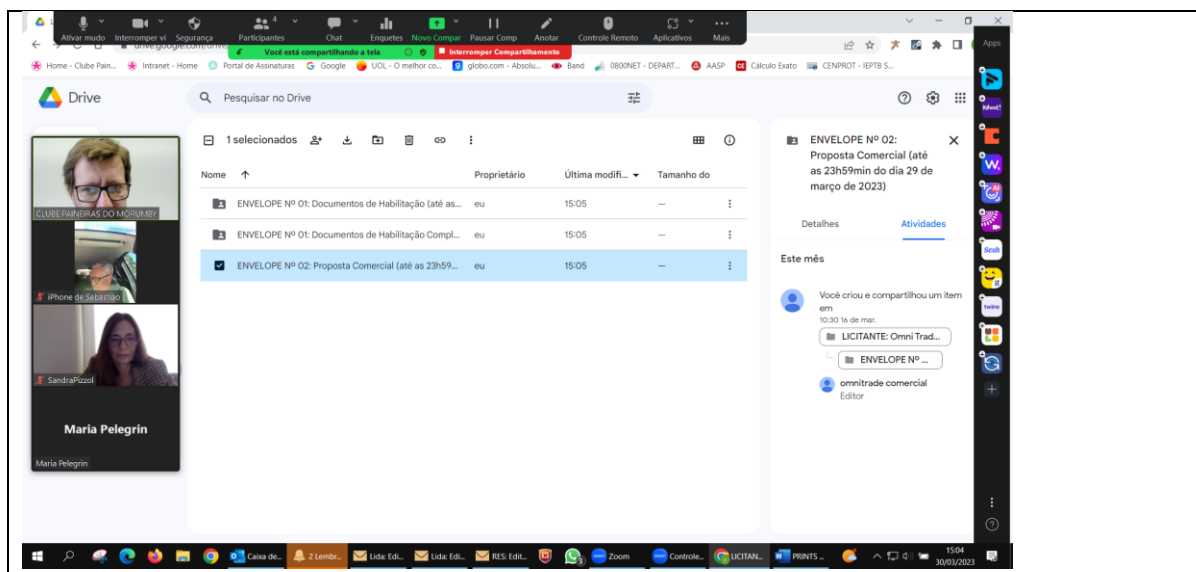 Ativar mudo Interromper ví Segurança Participantes 4 Chat Enquetes Novo Compar Pausar Comp Anotar Controle Remoto Aplicativos Mais
Você está compartilhando a tela Interromper Compartilhamento
Apps
Home - Clube Pain... Intranet - Home Portal de Assinaturas Google UOL - O melhor co... globo.com - Absolu... Band 0800NET - DEPART... AASP Cálculo Exato CENPROT - IEPTB S...
Drive
Pesquisar no Drive
1 selecionados
Nome Proprietário Última modifi... Tamanho do
ENVELOPE Nº 01: Documentos de Habilitação (até as... eu 15:05 —
ENVELOPE Nº 01: Documentos de Habilitação Compl... eu 15:05 —
ENVELOPE Nº 02: Proposta Comercial (até as 23h59... eu 15:05 —
ENVELOPE Nº 02:
Proposta Comercial (até
as 23h59min do dia 29 de
março de 2023)
Detalhes Atividades
Este mês
Você criou e compartilhou um item
em
10:30 16 de mar.
LICITANTE: Omni Trad...
ENVELOPE Nº ...
omnitrade comercial
Editor
CLUBE PAINEIRAS DO MORUMBY
iPhone de Sebastiao
SandraPizzol
Maria Pelegrin
Maria Pelegrin
Yahoo!
W.
AI
Sesh
twine
Caixa de... 2 Lembr... Lida: Edi... Lida: Edi... RES: Edit... Zoom Controle... LICITAN... PRINTS ...
15:04
30/03/2023